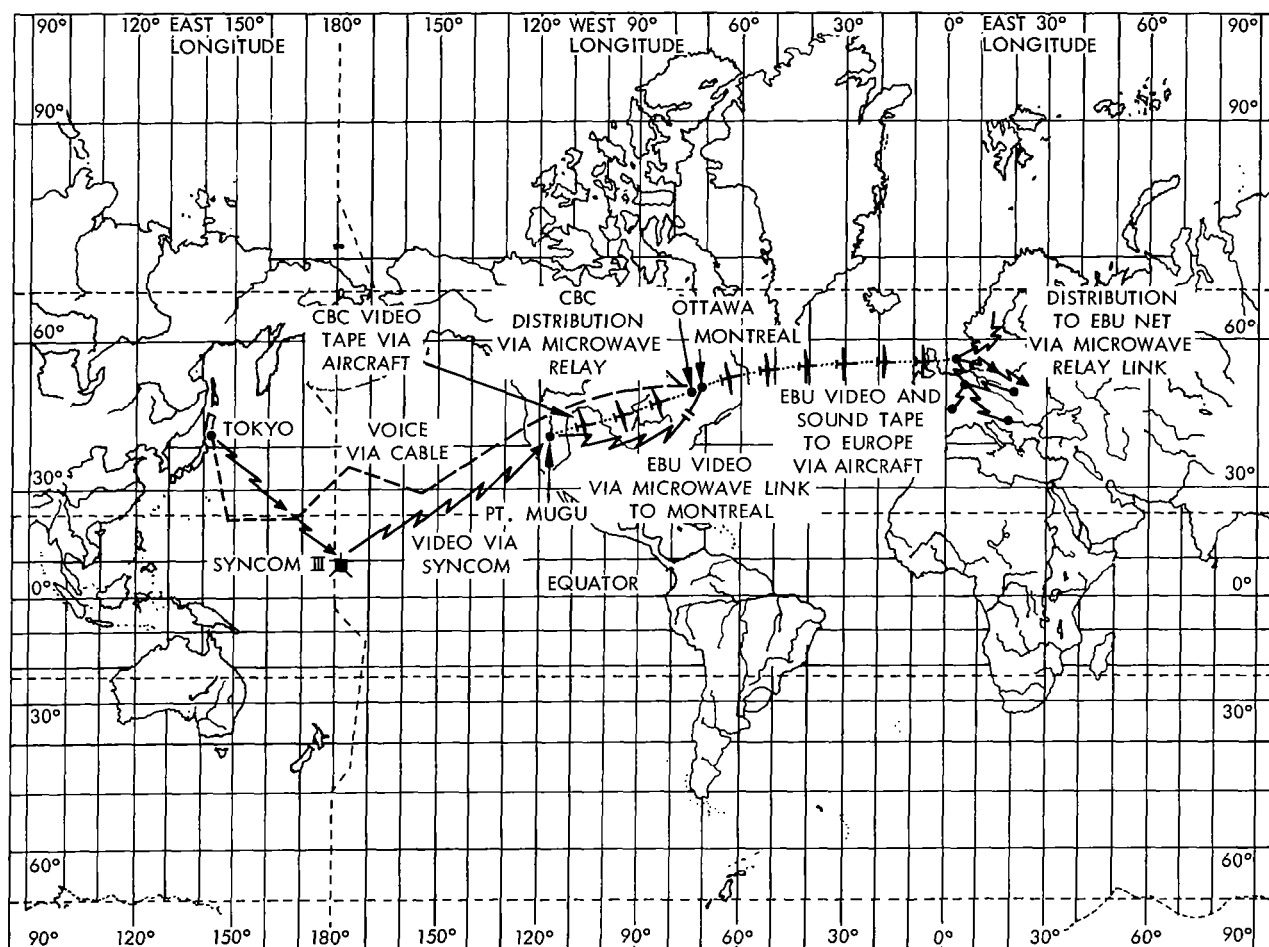 90° EAST LONGITUDE 120° 150° 180° 150° 120° WEST LONGITUDE 90° 60° 30° 0° EAST LONGITUDE 30° 60° 90°
90° 90°
60° 60°
CBC VIDEO
TAPE VIA
AIRCRAFT
CBC
DISTRIBUTION
VIA MICROWAVE
RELAY
OTTAWA
MONTREAL
DISTRIBUTION
TO EBU NET
VIA MICROWAVE
RELAY LINK
TOKYO
VOICE
VIA CABLE
EBU VIDEO AND
SOUND TAPE
TO EUROPE
VIA AIRCRAFT
EBU VIDEO
VIA MICROWAVE LINK
TO MONTREAL
30° 30°
PT. MUGU
VIDEO VIA
SYNCOM
SYNCOM III
EQUATOR
0° 0°
30° 30°
60° 60°
90° 120° 150° 180° 150° 120° 90° 60° 30° 0° 30° 60° 90°